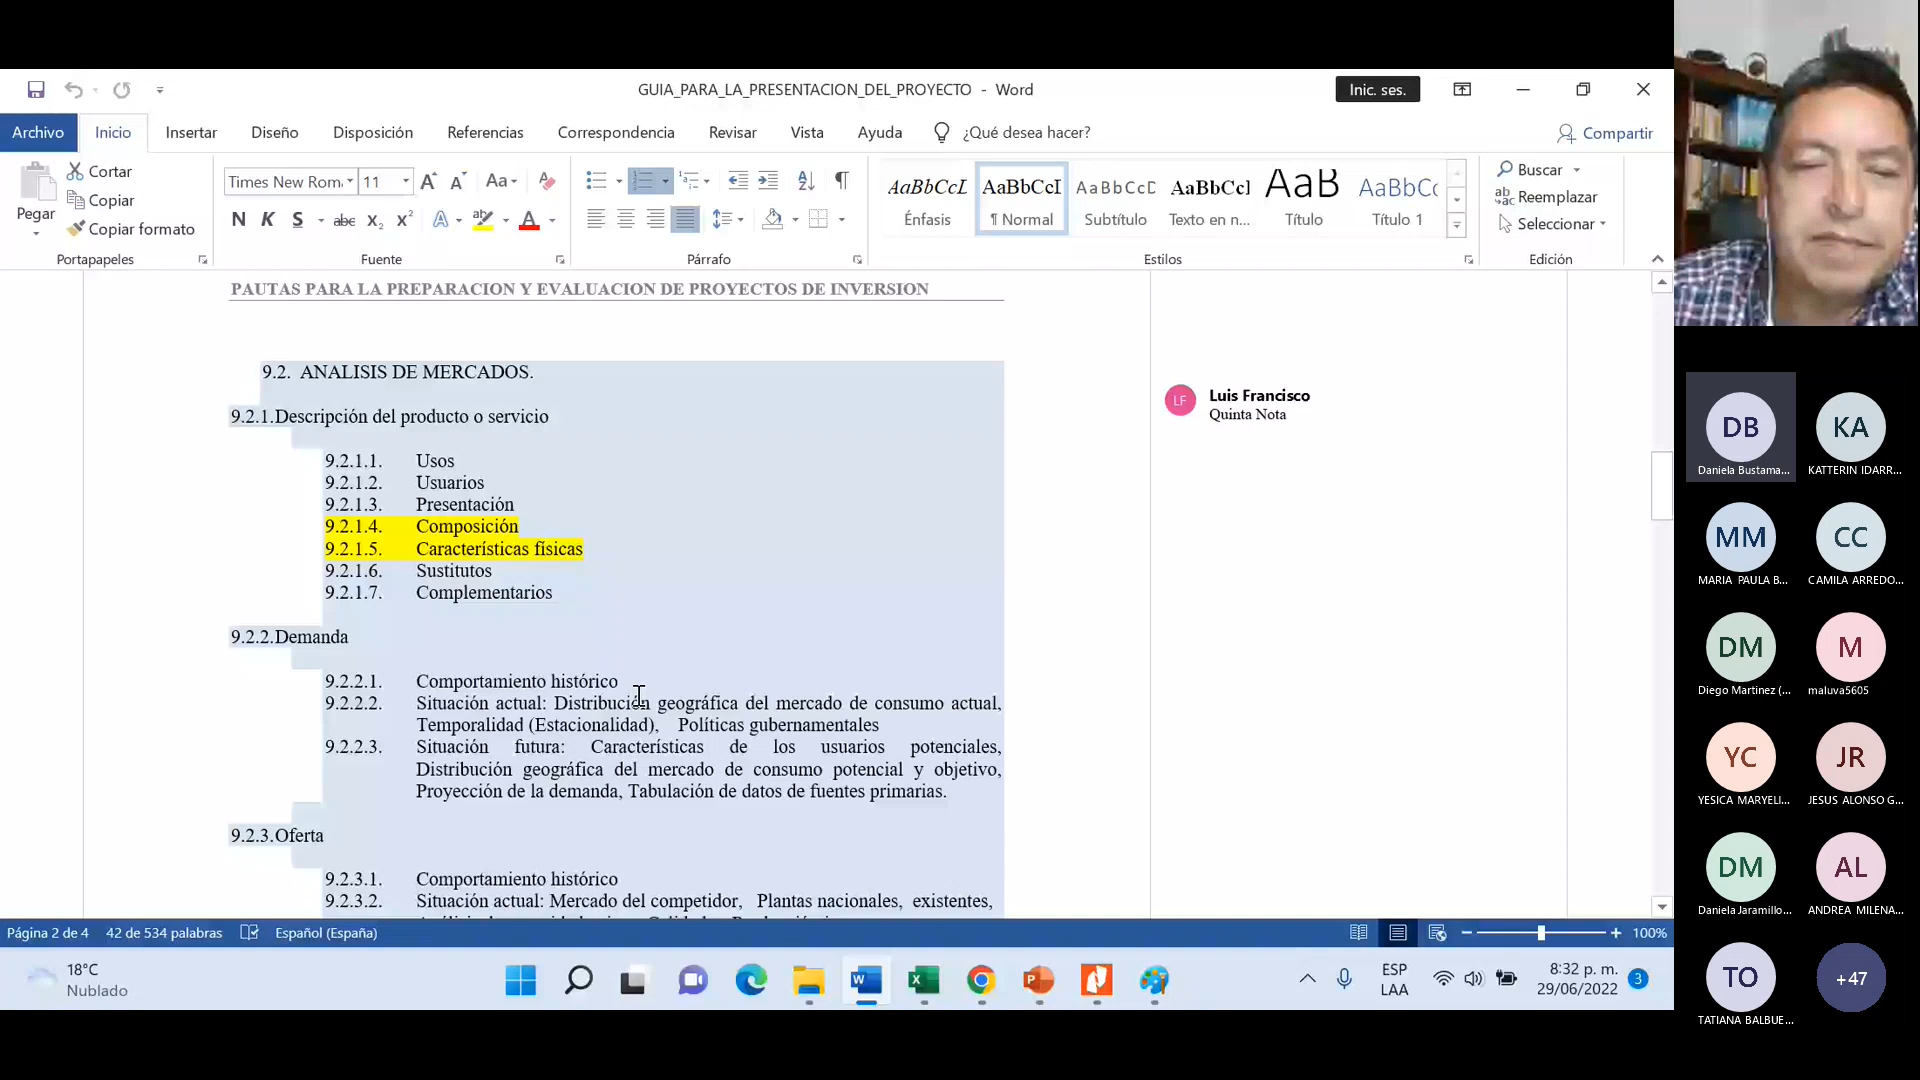 GUIA_PARA_LA_PRESENTACION_DEL_PROYECTO - Word
Inic. ses.
Archivo Inicio Insertar Diseño Disposición Referencias Correspondencia Revisar Vista Ayuda ¿Qué desea hacer? Compartir
Pegar
Cortar
Copiar
Copiar formato
Portapapeles
Times New Rom 11
Aa
N K S abc x₂ x² A A
Fuente
Párrafo
AaBbCcI AaBbCcI AaBbCcD AaBbCcI AaB AaBbCc
Énfasis ¶ Normal Subtítulo Texto en n... Título Título 1
Estilos
Buscar
Reemplazar
Seleccionar
Edición
PAUTAS PARA LA PREPARACION Y EVALUACION DE PROYECTOS DE INVERSION
9.2. ANALISIS DE MERCADOS.
9.2.1.Descripción del producto o servicio
9.2.1.1. Usos
9.2.1.2. Usuarios
9.2.1.3. Presentación
9.2.1.4. Composición
9.2.1.5. Características físicas
9.2.1.6. Sustitutos
9.2.1.7. Complementarios
9.2.2.Demanda
9.2.2.1. Comportamiento histórico
9.2.2.2. Situación actual: Distribución geográfica del mercado de consumo actual,
Temporalidad (Estacionalidad), Políticas gubernamentales
9.2.2.3. Situación futura: Características de los usuarios potenciales,
Distribución geográfica del mercado de consumo potencial y objetivo,
Proyección de la demanda, Tabulación de datos de fuentes primarias.
9.2.3.Oferta
9.2.3.1. Comportamiento histórico
9.2.3.2. Situación actual: Mercado del competidor, Plantas nacionales, existentes,
LF
Luis Francisco
Quinta Nota
Página 2 de 4 42 de 534 palabras Español (España) 100%
18°C
Nublado
ESP
LAA
8:32 p. m.
29/06/2022
3
DB
Daniela Bustama...
KA
KATTERIN IDARR...
MM
MARIA PAULA B...
CC
CAMILA ARREDO...
DM
Diego Martinez (...
M
maluva5605
YC
YESICA MARYELI...
JR
JESUS ALONSO G...
DM
Daniela Jaramillo...
AL
ANDREA MILENA...
TO
TATIANA BALBUE...
+47